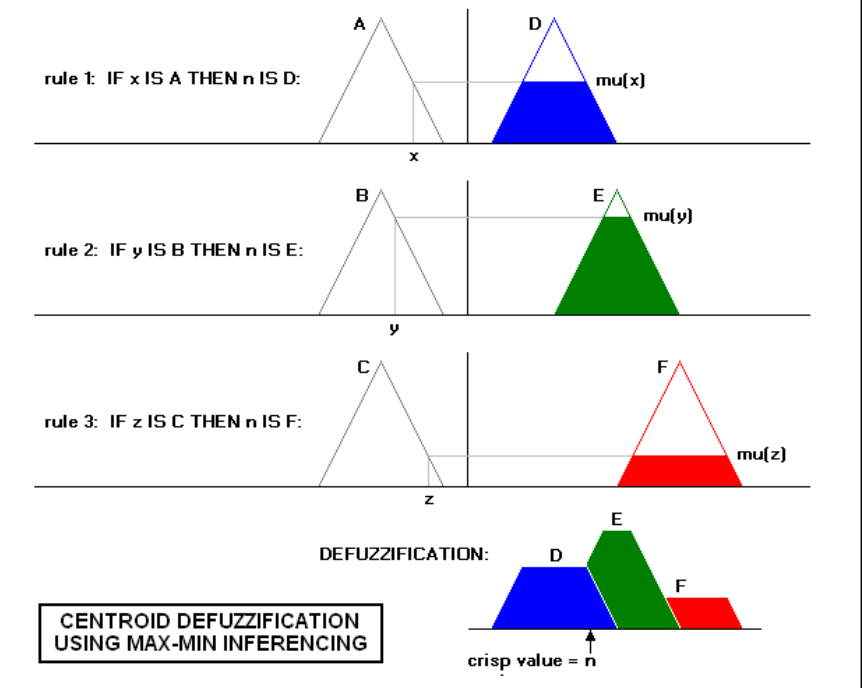 A
D
rule 1: IF x IS A THEN n IS D:
mu(x)
x
B
E
mu(y)
rule 2: IF y IS B THEN n IS E:
y
C
F
rule 3: IF z IS C THEN n IS F:
mu(z)
z
E
DEFUZZIFICATION:
D
F
CENTROID DEFUZZIFICATION
USING MAX-MIN INFERENCING
crisp value = n